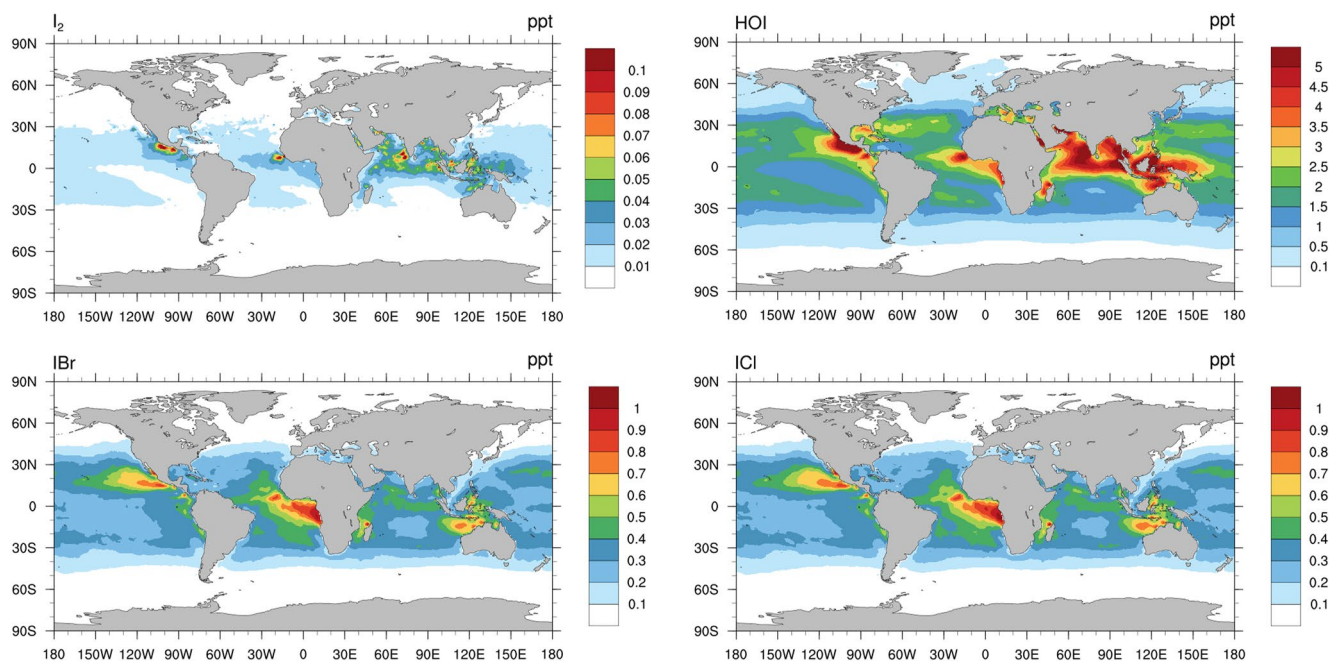 I2 ppt
90N
60N
30N
0
30S
60S
90S
180 150W 120W 90W 60W 30W 0 30E 60E 90E 120E 150E 180
0.1
0.09
0.08
0.07
0.06
0.05
0.04
0.03
0.02
0.01
HOI ppt
90N
60N
30N
0
30S
60S
90S
180 150W 120W 90W 60W 30W 0 30E 60E 90E 120E 150E 180
5
4.5
4
3.5
3
2.5
2
1.5
1
0.5
0.1
IBr ppt
90N
60N
30N
0
30S
60S
90S
180 150W 120W 90W 60W 30W 0 30E 60E 90E 120E 150E 180
1
0.9
0.8
0.7
0.6
0.5
0.4
0.3
0.2
0.1
ICl ppt
90N
60N
30N
0
30S
60S
90S
180 150W 120W 90W 60W 30W 0 30E 60E 90E 120E 150E 180
1
0.9
0.8
0.7
0.6
0.5
0.4
0.3
0.2
0.1